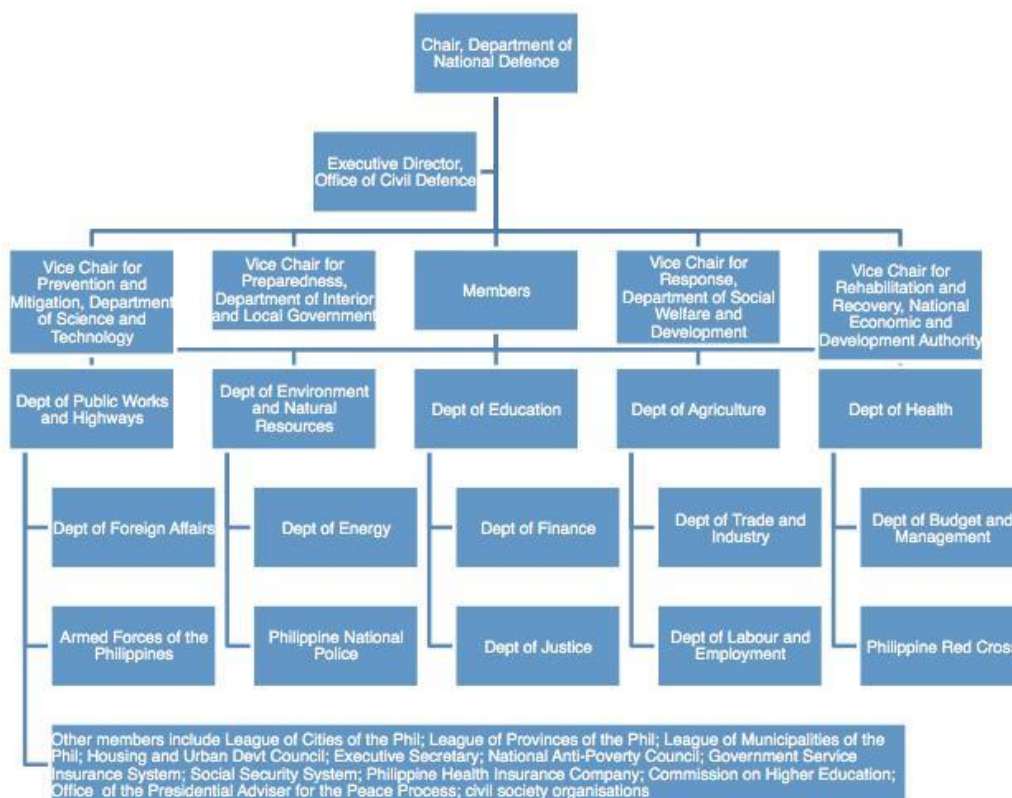 Chair, Department of
National Defence
Executive Director,
Office of Civil Defence
Vice Chair for
Prevention and
Mitigation, Department
of Science and
Technology
Vice Chair for
Preparedness,
Department of Interior
and Local Government
Members
Vice Chair for
Response,
Department of Social
Welfare and
Development
Vice Chair for
Rehabilitation and
Recovery, National
Economic and
Development Authority
Dept of Public Works
and Highways
Dept of Environment
and Natural
Resources
Dept of Education
Dept of Agriculture
Dept of Health
Dept of Foreign Affairs
Dept of Energy
Dept of Finance
Dept of Trade and
Industry
Dept of Budget and
Management
Armed Forces of the
Philippines
Philippine National
Police
Dept of Justice
Dept of Labour and
Employment
Philippine Red Cross
Other members include League of Cities of the Phil; League of Provinces of the Phil; League of Municipalities of the
Phil; Housing and Urban Devt Council; Executive Secretary; National Anti-Poverty Council; Government Service
Insurance System; Social Security System; Philippine Health Insurance Company; Commission on Higher Education;
Office of the Presidential Adviser for the Peace Process; civil society organisations